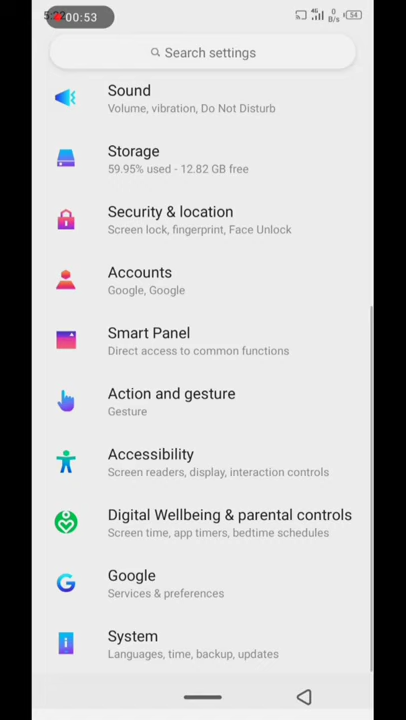 00:53
4G
0
B/s
54
Search settings
Sound
Volume, vibration, Do Not Disturb
Storage
59.95% used - 12.82 GB free
Security & location
Screen lock, fingerprint, Face Unlock
Accounts
Google, Google
Smart Panel
Direct access to common functions
Action and gesture
Gesture
Accessibility
Screen readers, display, interaction controls
Digital Wellbeing & parental controls
Screen time, app timers, bedtime schedules
Google
Services & preferences
System
Languages, time, backup, updates